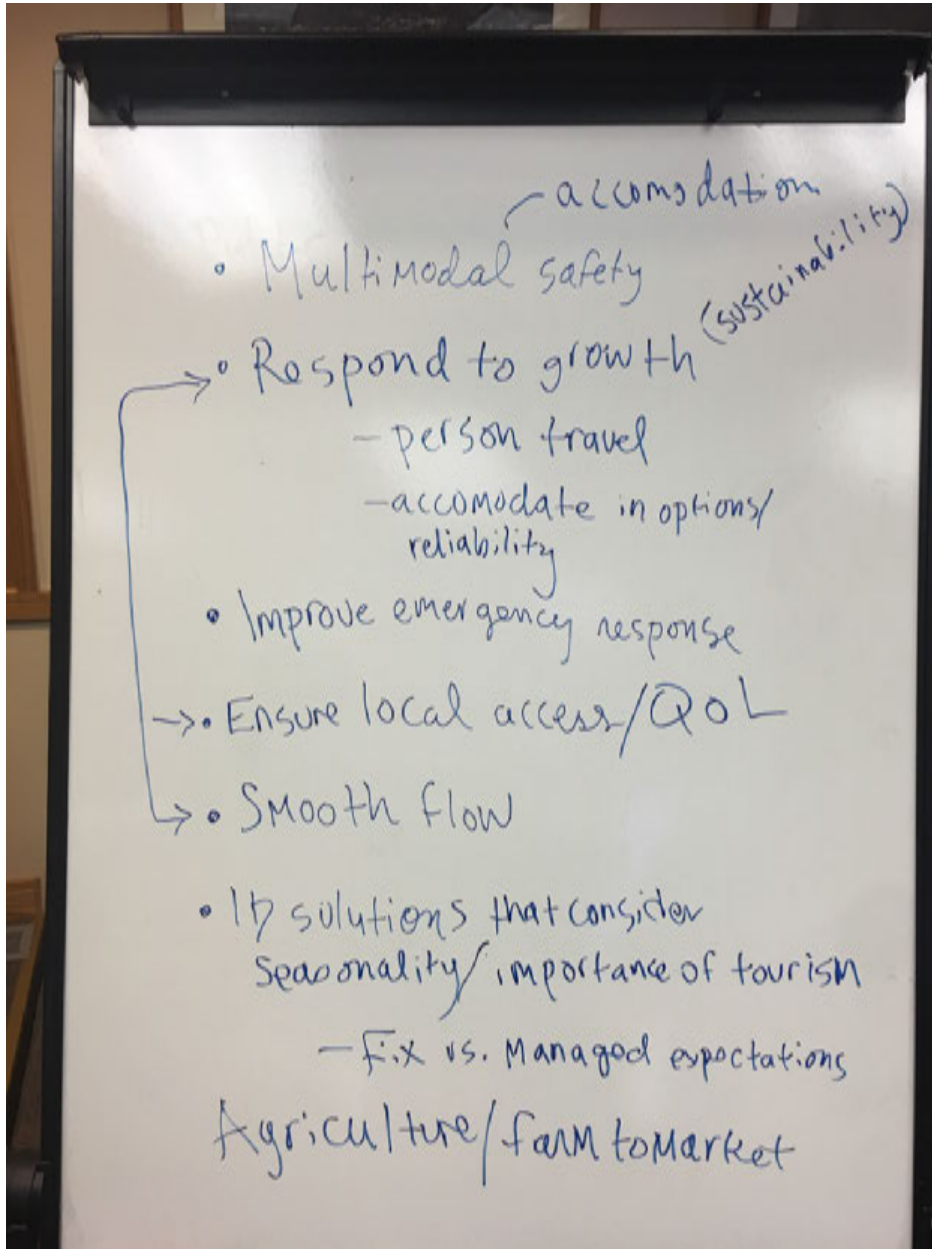 accomodation
• Multimodal safety
(sustainability)
• Respond to growth
- person travel
- accomodate in options/
reliability
• Improve emergency response
→ • Ensure local access/QOL
→ • Smooth flow
• ID solutions that consider
seasonality/importance of tourism
- Fix vs. Managed expectations
Agriculture/farm to market